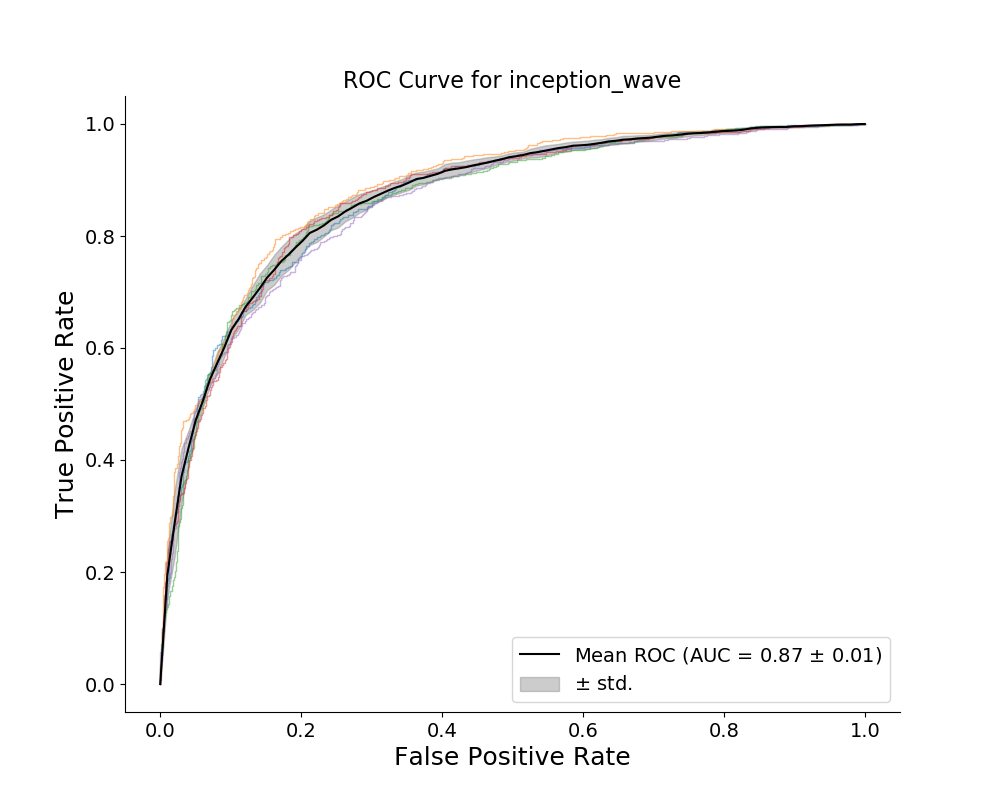 ROC Curve for inception_wave
True Positive Rate
1.0
0.8
0.6
0.4
0.2
0.0
Mean ROC (AUC = 0.87 ± 0.01)
± std.
0.0 0.2 0.4 0.6 0.8 1.0
False Positive Rate